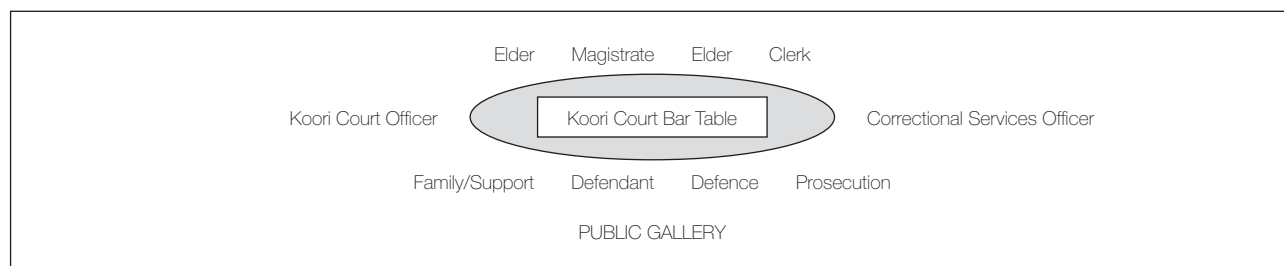 Elder Magistrate Elder Clerk
Koori Court Officer Koori Court Bar Table Correctional Services Officer
Family/Support Defendant Defence Prosecution
PUBLIC GALLERY